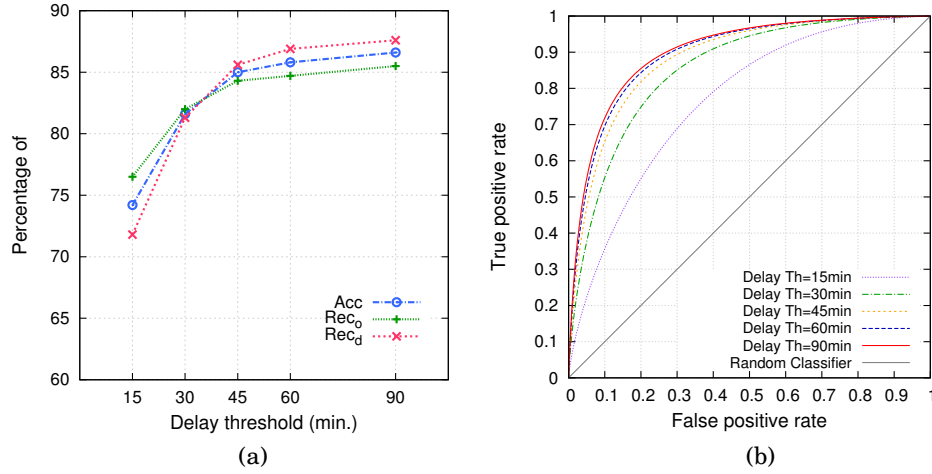 90
85
80
75
70
65
60
Percentage of
Acc
Rec_o
Rec_d
15 30 45 60 90
Delay threshold (min.)
(a)
1
0.9
0.8
0.7
0.6
0.5
0.4
0.3
0.2
0.1
0
True positive rate
Delay Th=15min
Delay Th=30min
Delay Th=45min
Delay Th=60min
Delay Th=90min
Random Classifier
0 0.1 0.2 0.3 0.4 0.5 0.6 0.7 0.8 0.9 1
False positive rate
(b)